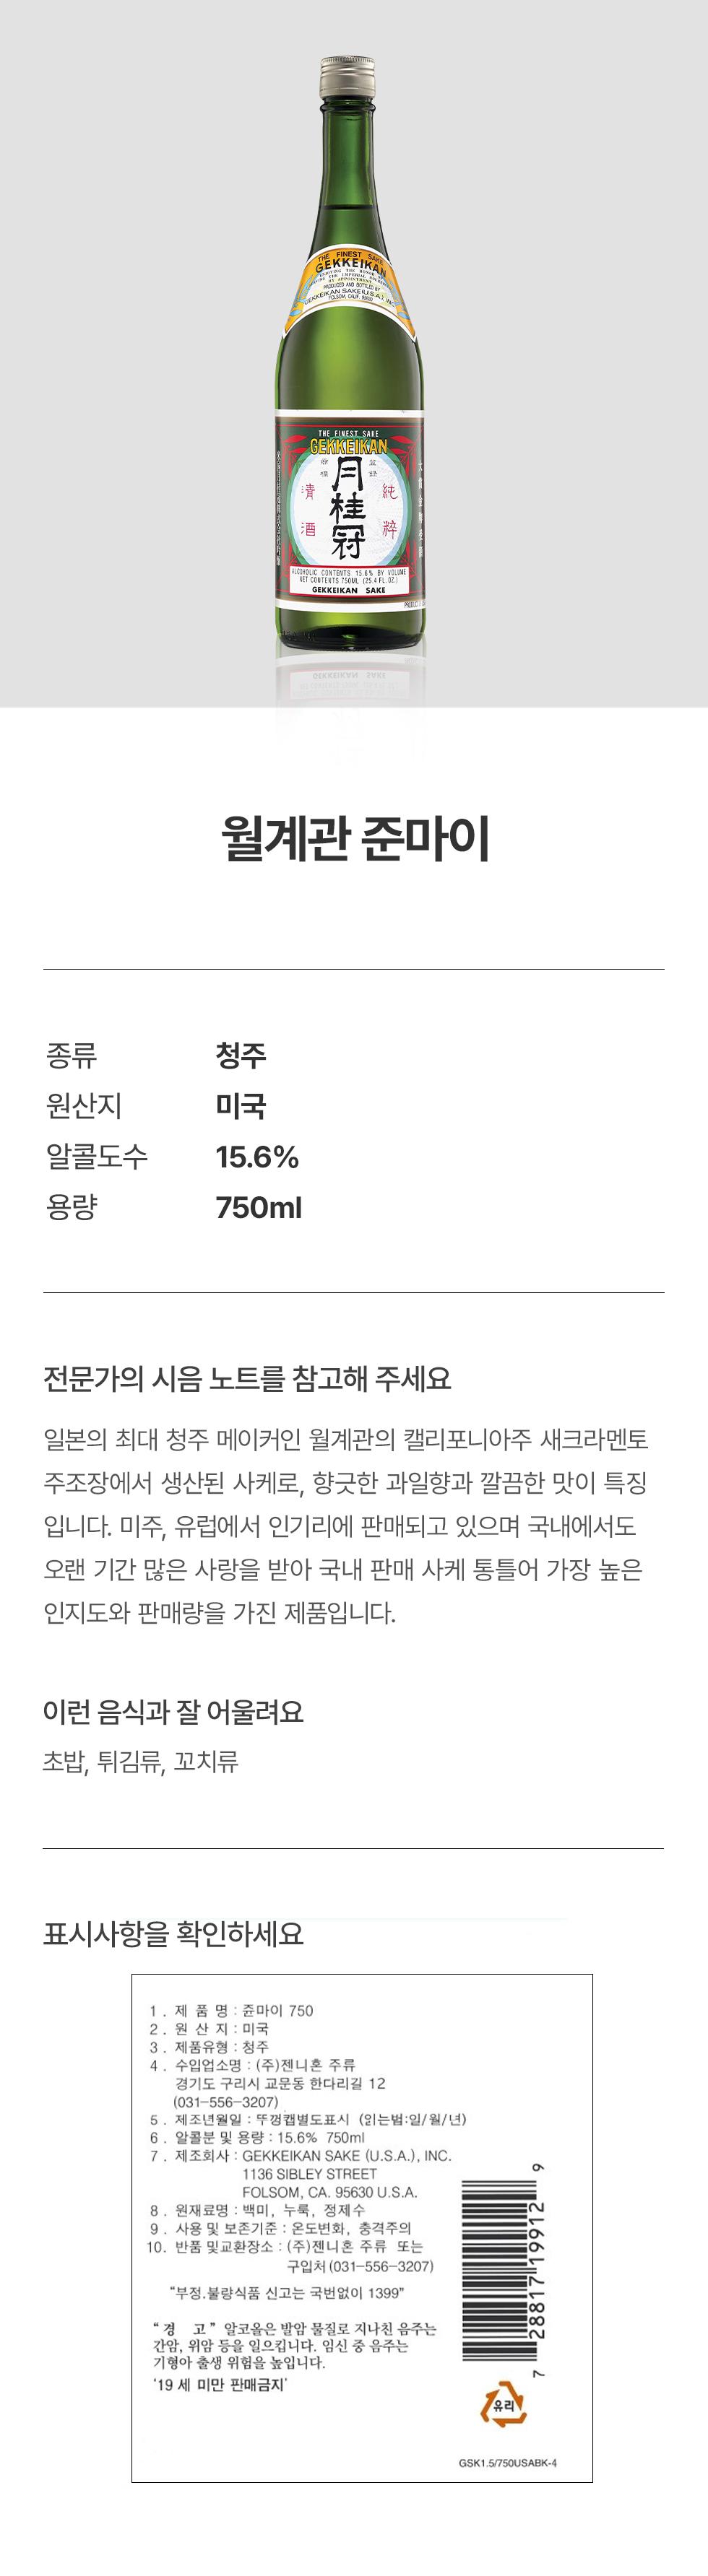 THE FINEST SAKE
GEKKEIKAN
ENJOYING THE HONOR OF
BY APPOINTMENT
PRODUCED AND BOTTLED BY
GEKKEIKAN SAKE (U.S.A.), INC.
FOLSOM, CALIF. 95630
THE FINEST SAKE
GEKKEIKAN
月桂冠
清酒
純粋
ALCOHOLIC CONTENTS 15.6% BY VOLUME
NET CONTENTS 750ML (25.4 FL.OZ.)
GEKKEIKAN SAKE
월계관 준마이
종류 청주
원산지 미국
알콜도수 15.6%
용량 750ml
전문가의 시음 노트를 참고해 주세요
일본의 최대 청주 메이커인 월계관의 캘리포니아주 새크라멘토
주조장에서 생산된 사케로, 향긋한 과일향과 깔끔한 맛이 특징
입니다. 미주, 유럽에서 인기리에 판매되고 있으며 국내에서도
오랜 기간 많은 사랑을 받아 국내 판매 사케 통틀어 가장 높은
인지도와 판매량을 가진 제품입니다.
이런 음식과 잘 어울려요
초밥, 튀김류, 꼬치류
표시사항을 확인하세요
1. 제 품 명 : 쥰마이 750
2. 원 산 지 : 미국
3. 제품유형 : 청주
4. 수입업소명 : (주)젠니혼 주류
경기도 구리시 교문동 한다리길 12
(031-556-3207)
5. 제조년월일 : 뚜껑캡별도표시 (읽는법:일/월/년)
6. 알콜분 및 용량 : 15.6% 750ml
7. 제조회사 : GEKKEIKAN SAKE (U.S.A.), INC.
1136 SIBLEY STREET
FOLSOM, CA. 95630 U.S.A.
8. 원재료명 : 백미, 누룩, 정제수
9. 사용 및 보존기준 : 온도변화, 충격주의
10. 반품 및교환장소 : (주)젠니혼 주류 또는
구입처 (031-556-3207)
"부정.불량식품 신고는 국번없이 1399"
"경 고" 알코올은 발암 물질로 지나친 음주는
간암, 위암 등을 일으킵니다. 임신 중 음주는
기형아 출생 위험을 높입니다.
'19 세 미만 판매금지'
7 28817 19912 9
유리
GSK1.5/750USABK-4